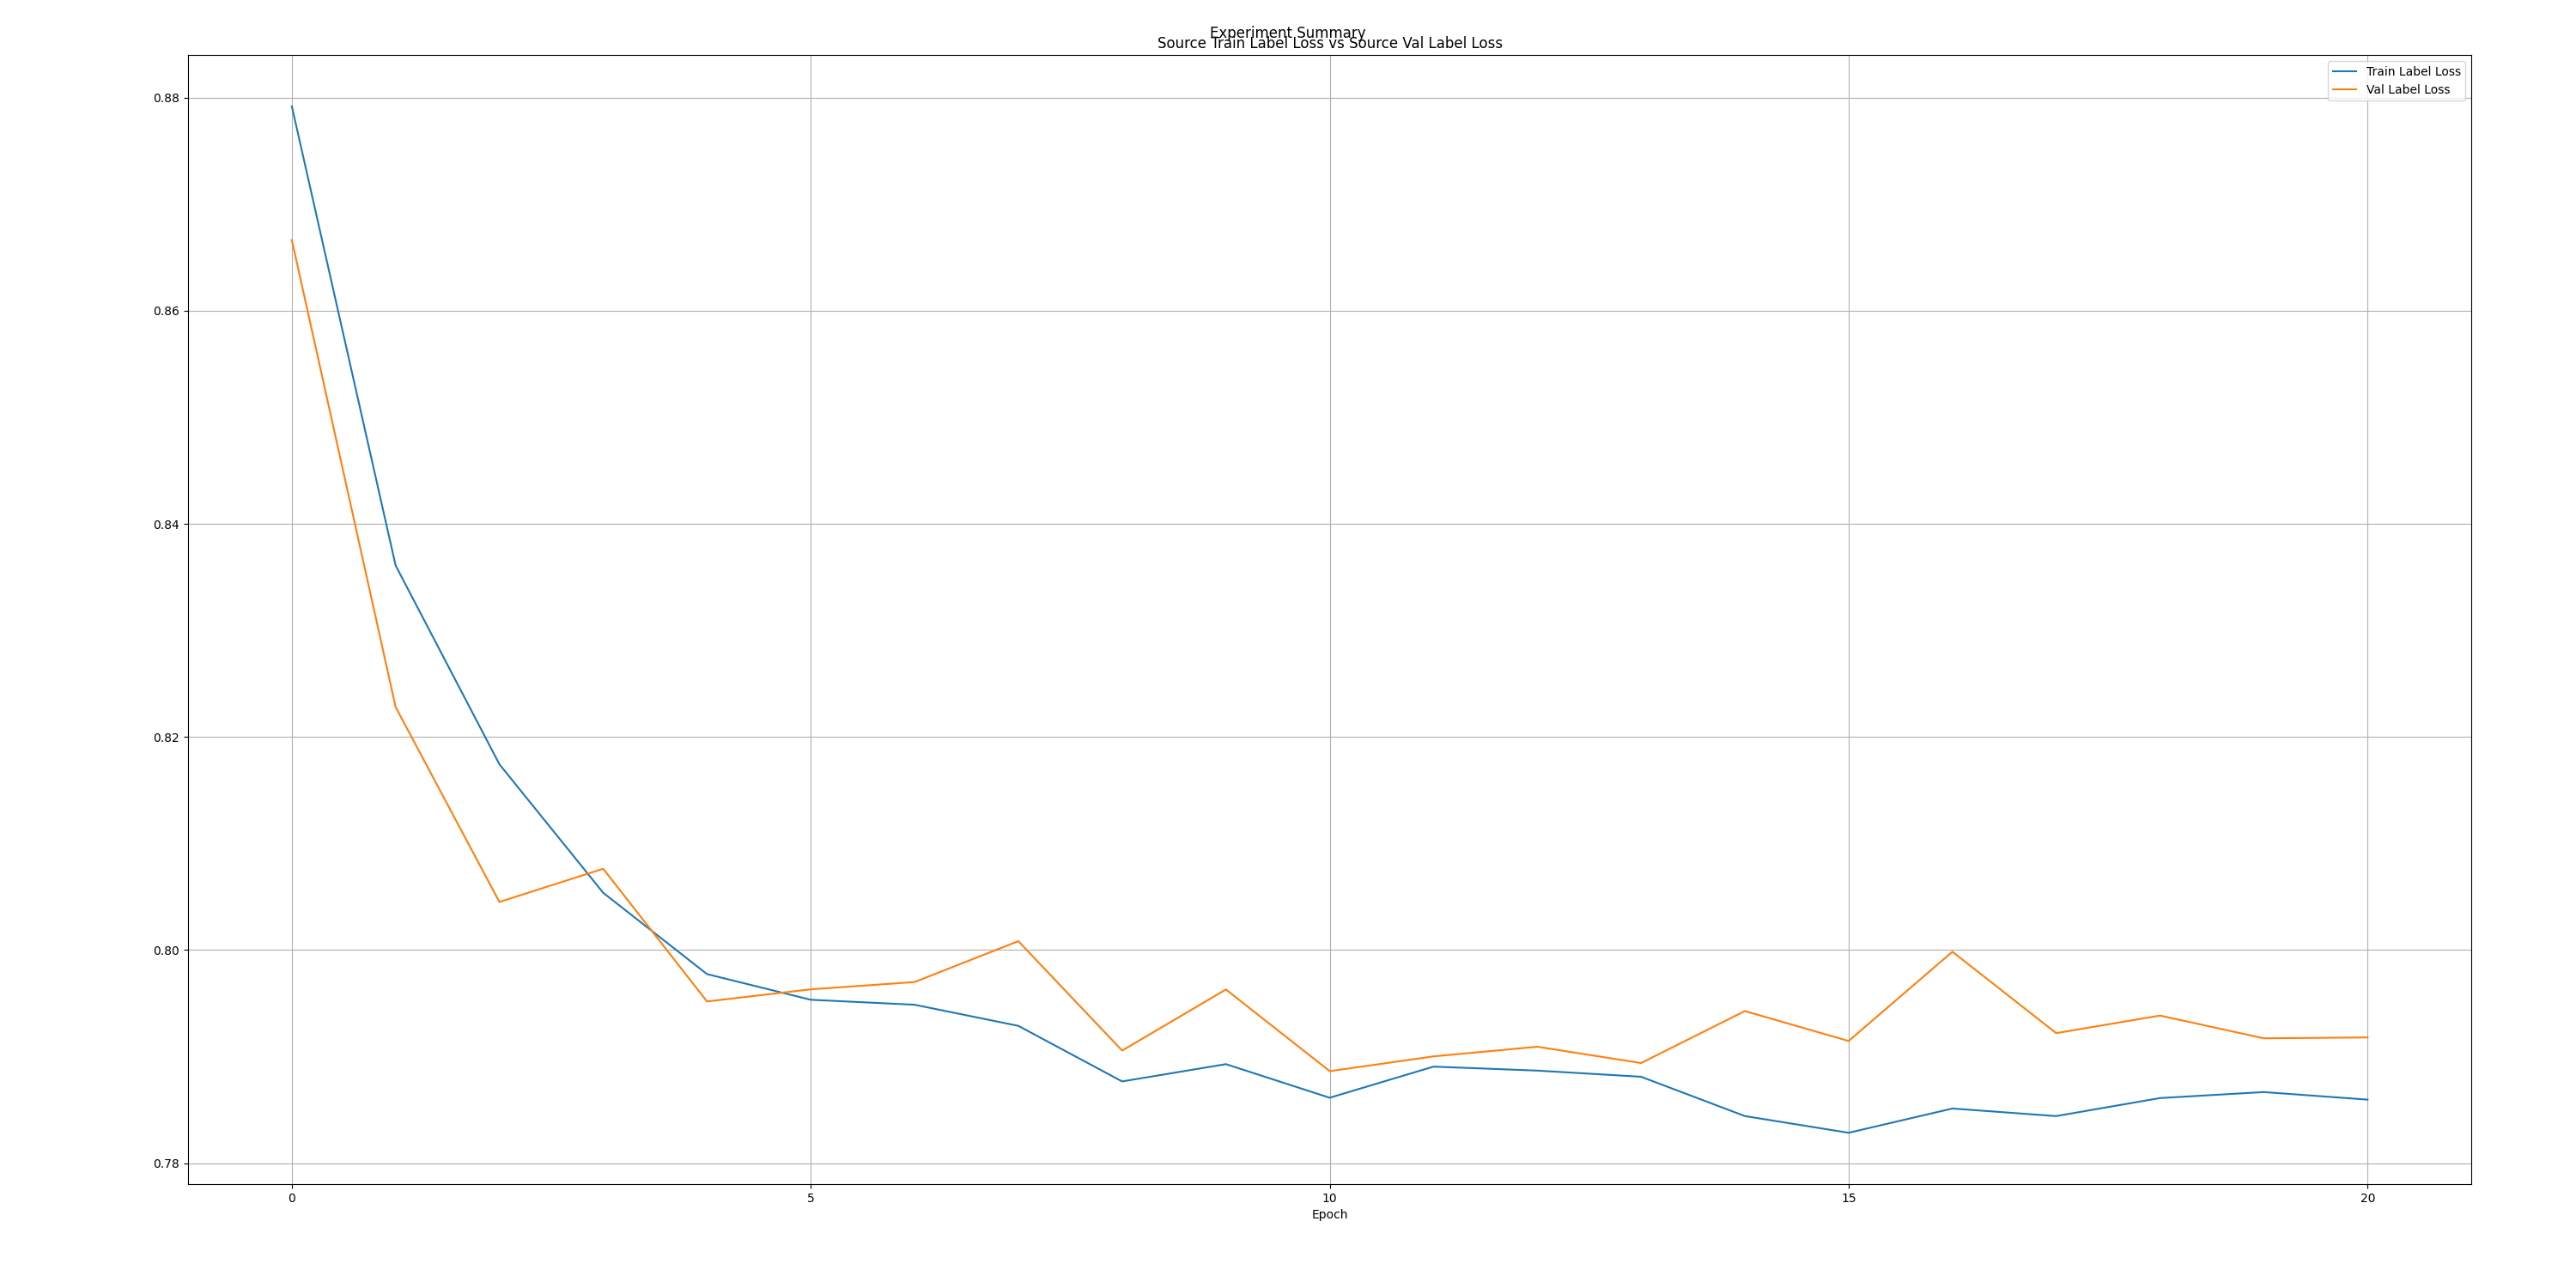 Experiment Summary
Source Train Label Loss vs Source Val Label Loss
Train Label Loss
Val Label Loss
0.88
0.86
0.84
0.82
0.80
0.78
0 5 10 15 20
Epoch